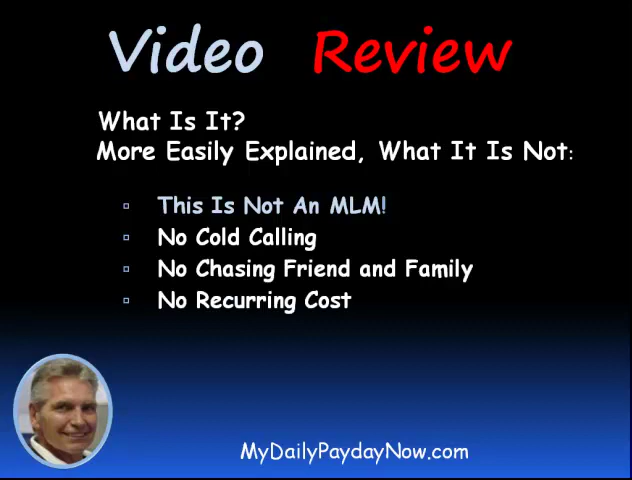 Video Review
What Is It?
More Easily Explained, What It Is Not:
This Is Not An MLM!
No Cold Calling
No Chasing Friend and Family
No Recurring Cost
MyDailyPaydayNow.com